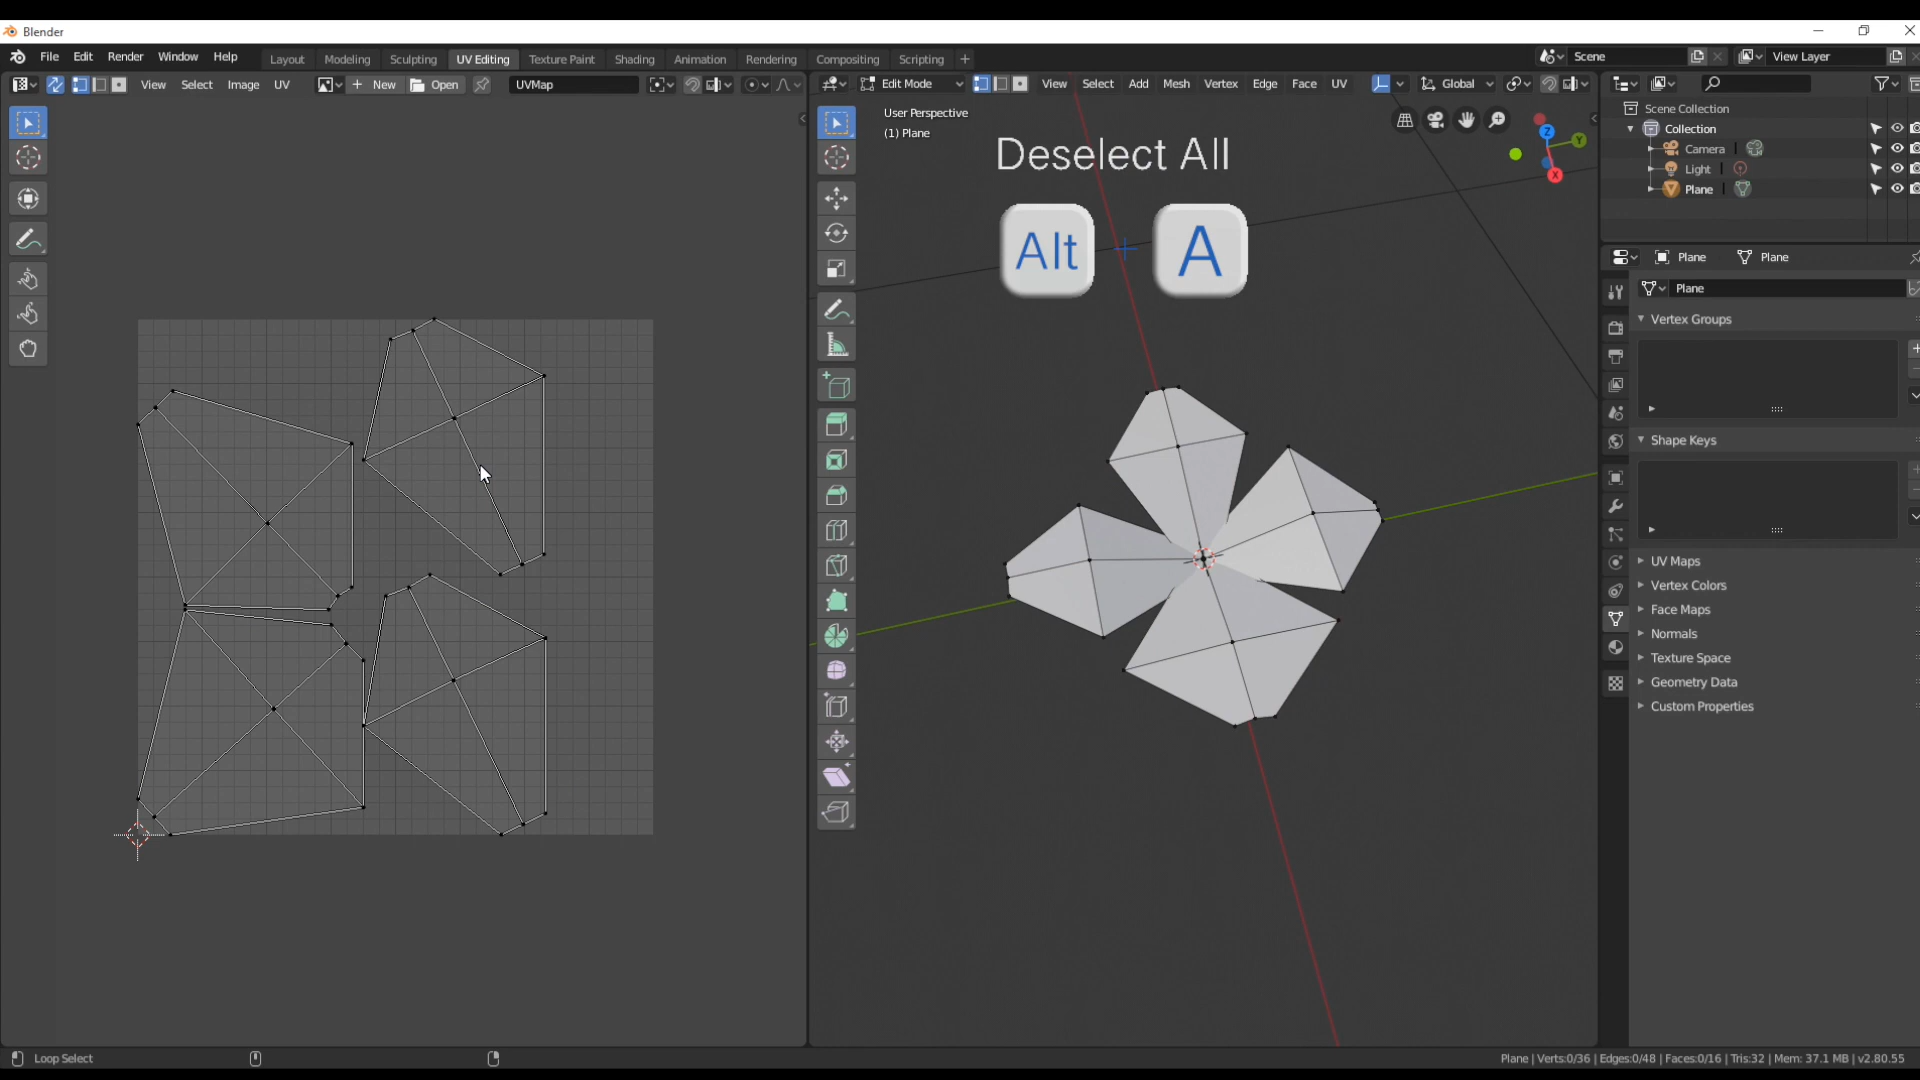 Blender
File Edit Render Window Help Layout Modeling Sculpting UV Editing Texture Paint Shading Animation Rendering Compositing Scripting + Scene View Layer
View Select Image UV New Open UVMap
Edit Mode View Select Add Mesh Vertex Edge Face UV Global
User Perspective
(1) Plane
Deselect All
Alt + A
Z
Y
X
Scene Collection
Collection
Camera
Light
Plane
Plane Plane
Plane
Vertex Groups
Shape Keys
UV Maps
Vertex Colors
Face Maps
Normals
Texture Space
Geometry Data
Custom Properties
Loop Select
Plane | Verts:0/36 | Edges:0/48 | Faces:0/16 | Tris:32 | Mem: 37.1 MB | v2.80.55